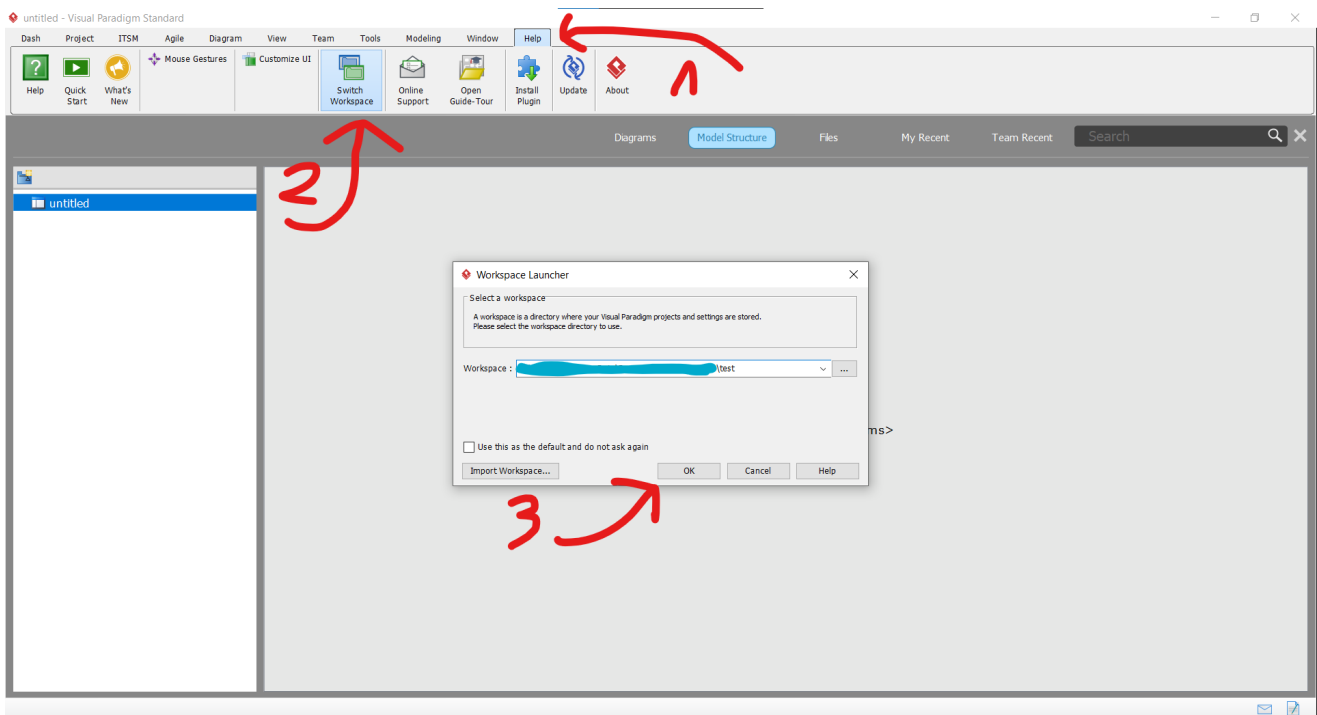 untitled - Visual Paradigm Standard
Dash Project ITSM Agile Diagram View Team Tools Modeling Window Help
1
Help
Quick Start
What's New
Mouse Gestures
Customize UI
Switch Workspace
Online Support
Open Guide-Tour
Install Plugin
Update
About
2
Diagrams Model Structure Files My Recent Team Recent Search
untitled
Workspace Launcher
Select a workspace
A workspace is a directory where your Visual Paradigm projects and settings are stored.
Please select the workspace directory to use.
Workspace : \test ...
ms>
Use this as the default and do not ask again
Import Workspace... OK Cancel Help
3